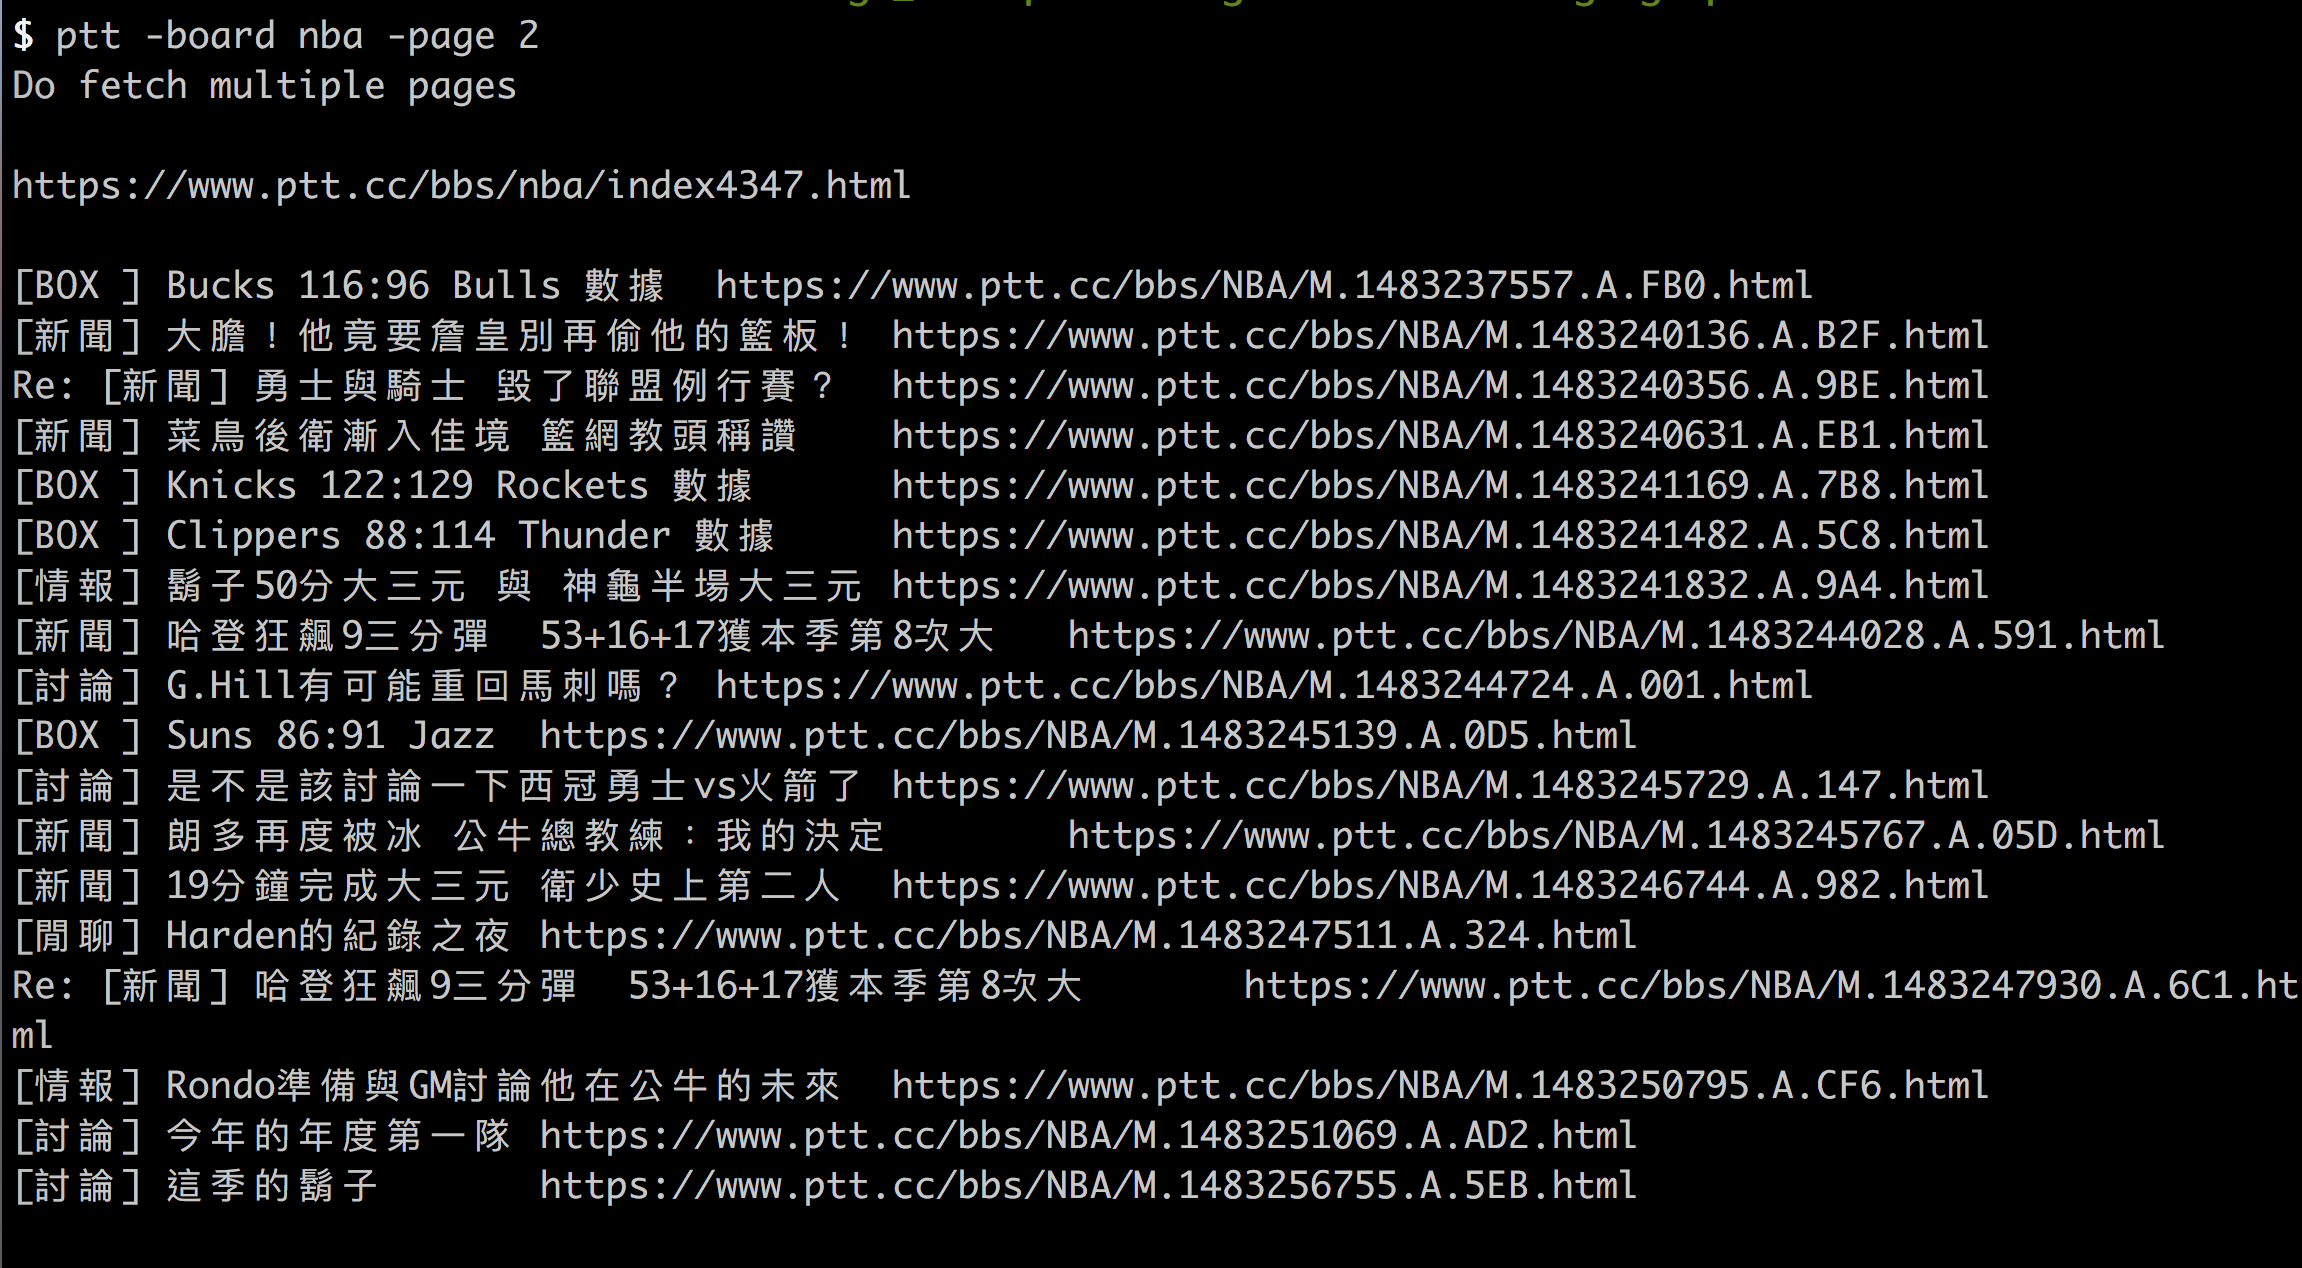 $ ptt -board nba -page 2
Do fetch multiple pages
https://www.ptt.cc/bbs/nba/index4347.html
[BOX ] Bucks 116:96 Bulls 數據 https://www.ptt.cc/bbs/NBA/M.1483237557.A.FB0.html
[新聞] 大膽！他竟要詹皇別再偷他的籃板！ https://www.ptt.cc/bbs/NBA/M.1483240136.A.B2F.html
Re: [新聞] 勇士與騎士 毀了聯盟例行賽？ https://www.ptt.cc/bbs/NBA/M.1483240356.A.9BE.html
[新聞] 菜鳥後衛漸入佳境 籃網教頭稱讚 https://www.ptt.cc/bbs/NBA/M.1483240631.A.EB1.html
[BOX ] Knicks 122:129 Rockets 數據 https://www.ptt.cc/bbs/NBA/M.1483241169.A.7B8.html
[BOX ] Clippers 88:114 Thunder 數據 https://www.ptt.cc/bbs/NBA/M.1483241482.A.5C8.html
[情報] 鬍子50分大三元 與 神龜半場大三元 https://www.ptt.cc/bbs/NBA/M.1483241832.A.9A4.html
[新聞] 哈登狂飆9三分彈 53+16+17獲本季第8次大 https://www.ptt.cc/bbs/NBA/M.1483244028.A.591.html
[討論] G.Hill有可能重回馬刺嗎？ https://www.ptt.cc/bbs/NBA/M.1483244724.A.001.html
[BOX ] Suns 86:91 Jazz https://www.ptt.cc/bbs/NBA/M.1483245139.A.0D5.html
[討論] 是不是該討論一下西冠勇士vs火箭了 https://www.ptt.cc/bbs/NBA/M.1483245729.A.147.html
[新聞] 朗多再度被冰 公牛總教練：我的決定 https://www.ptt.cc/bbs/NBA/M.1483245767.A.05D.html
[新聞] 19分鐘完成大三元 衛少史上第二人 https://www.ptt.cc/bbs/NBA/M.1483246744.A.982.html
[閒聊] Harden的紀錄之夜 https://www.ptt.cc/bbs/NBA/M.1483247511.A.324.html
Re: [新聞] 哈登狂飆9三分彈 53+16+17獲本季第8次大 https://www.ptt.cc/bbs/NBA/M.1483247930.A.6C1.ht
ml
[情報] Rondo準備與GM討論他在公牛的未來 https://www.ptt.cc/bbs/NBA/M.1483250795.A.CF6.html
[討論] 今年的年度第一隊 https://www.ptt.cc/bbs/NBA/M.1483251069.A.AD2.html
[討論] 這季的鬍子 https://www.ptt.cc/bbs/NBA/M.1483256755.A.5EB.html